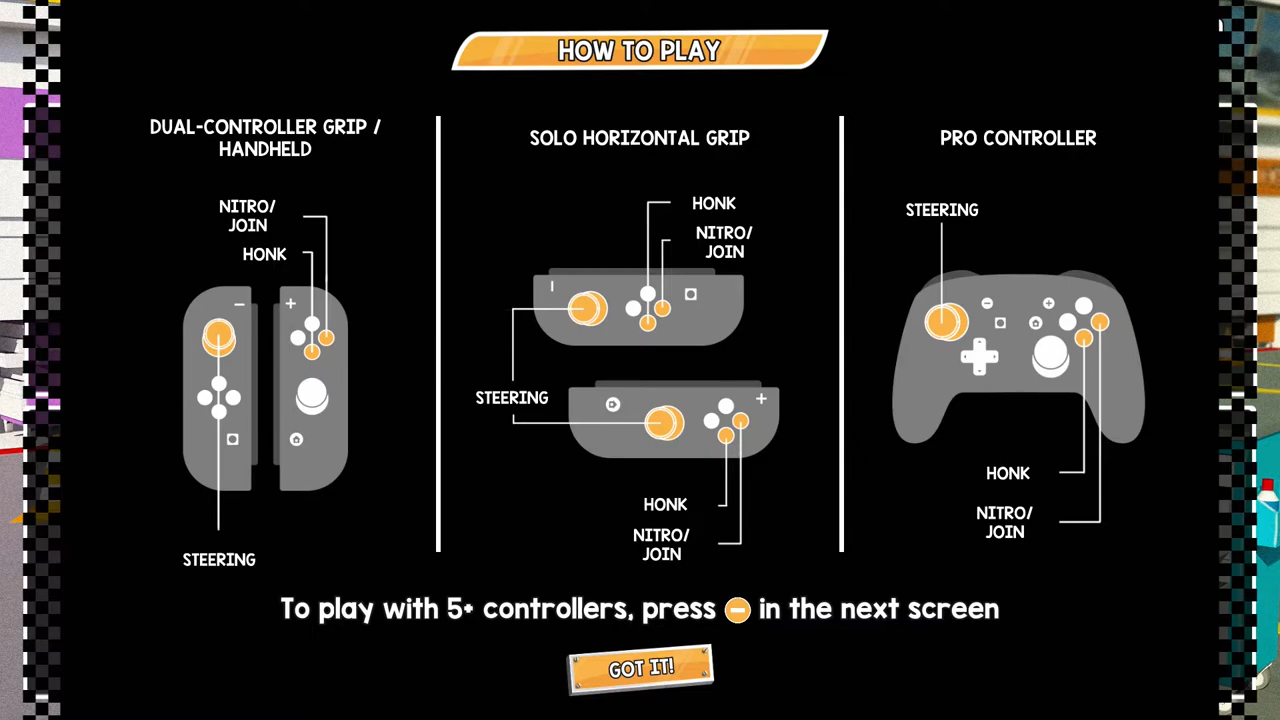 HOW TO PLAY
DUAL-CONTROLLER GRIP /
HANDHELD
NITRO/
JOIN
HONK
STEERING
SOLO HORIZONTAL GRIP
HONK
NITRO/
JOIN
STEERING
HONK
NITRO/
JOIN
PRO CONTROLLER
STEERING
HONK
NITRO/
JOIN
To play with 5+ controllers, press - in the next screen
GOT IT!